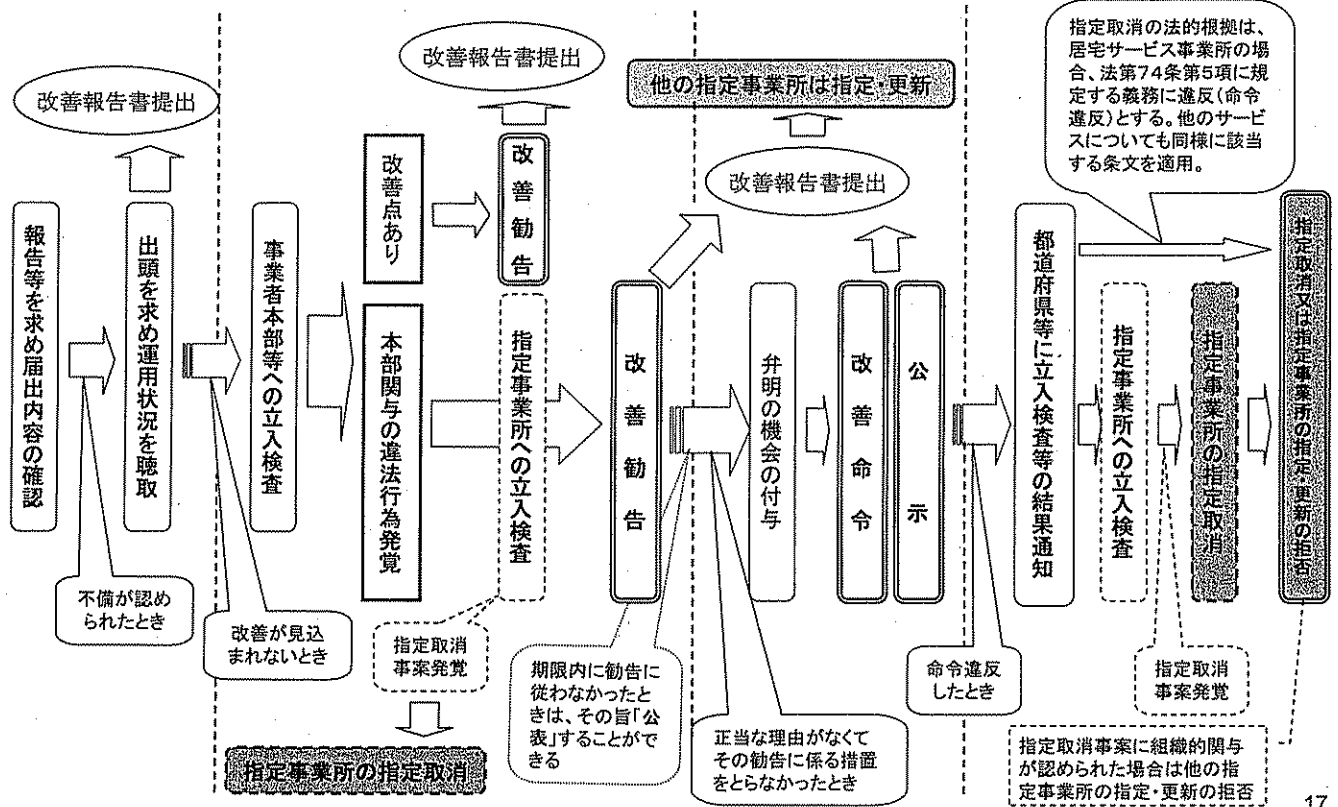 改善報告書提出
報告等を求め届出内容の確認
出頭を求め運用状況を聴取
不備が認め
られたとき
改善が見込
まれないとき
事業者本部等への立入検査
改善点あり
本部関与の違法行為発覚
改善報告書提出
改善勧告
指定事業所への立入検査
指定取消
事案発覚
指定事業所の指定取消
改善勧告
期限内に勧告に
従わなかったと
きは、その旨「公
表」することがで
きる
他の指定事業所は指定・更新
改善報告書提出
弁明の機会の付与
正当な理由がなくて
その勧告に係る措置
をとらなかったとき
改善命令
公示
命令違反
したとき
都道府県等に立入検査等の結果通知
指定取消の法的根拠は、
居宅サービス事業所の場
合、法第74条第5項に規
定する義務に違反(命令
違反)とする。他のサービ
スについても同様に該当
する条文を適用。
指定事業所への立入検査
指定取消
事案発覚
指定事業所の指定取消
指定取消又は指定事業所の指定・更新の拒否
指定取消事案に組織的関与
が認められた場合は他の指
定事業所の指定・更新の拒否
17